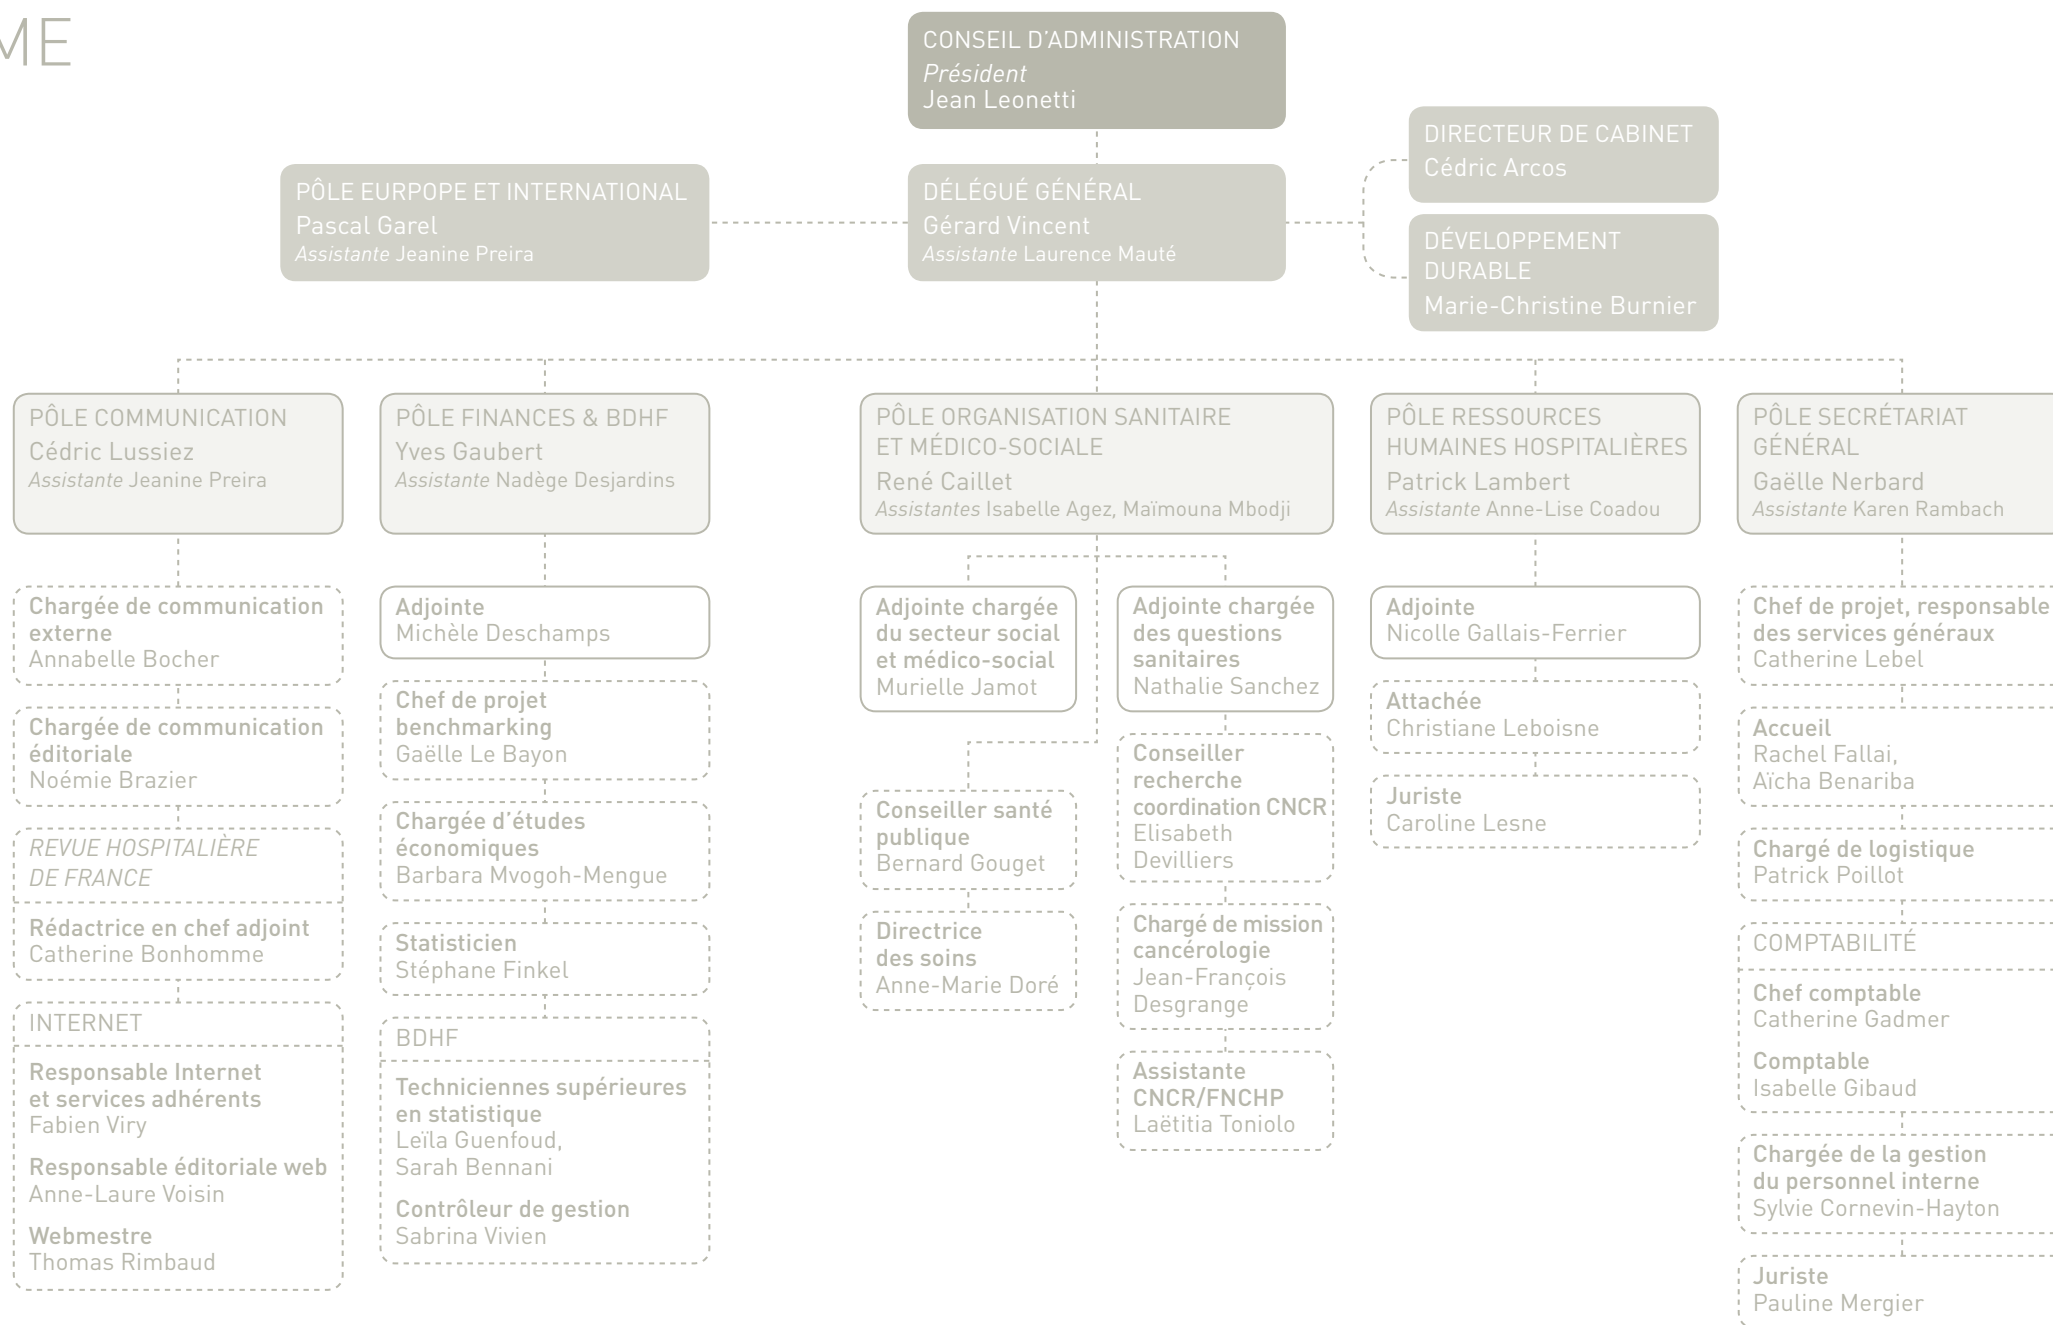 ME
CONSEIL D'ADMINISTRATION
Président
Jean Leonetti
DIRECTEUR DE CABINET
Cédric Arcos
PÔLE EURPOPE ET INTERNATIONAL
Pascal Garel
Assistante Jeanine Preira
DÉLÉGUÉ GÉNÉRAL
Gérard Vincent
Assistante Laurence Mauté
DÉVELOPPEMENT
DURABLE
Marie-Christine Burnier
PÔLE COMMUNICATION
Cédric Lussiez
Assistante Jeanine Preira
Chargée de communication
externe
Annabelle Bocher
Chargée de communication
éditoriale
Noémie Brazier
REVUE HOSPITALIÈRE
DE FRANCE
Rédactrice en chef adjoint
Catherine Bonhomme
INTERNET
Responsable Internet
et services adhérents
Fabien Viry
Responsable éditoriale web
Anne-Laure Voisin
Webmestre
Thomas Rimbaud
PÔLE FINANCES & BDHF
Yves Gaubert
Assistante Nadège Desjardins
Adjointe
Michèle Deschamps
Chef de projet
benchmarking
Gaëlle Le Bayon
Chargée d'études
économiques
Barbara Mvogoh-Mengue
Statisticien
Stéphane Finkel
BDHF
Techniciennes supérieures
en statistique
Leïla Guenfoud,
Sarah Bennani
Contrôleur de gestion
Sabrina Vivien
PÔLE ORGANISATION SANITAIRE
ET MÉDICO-SOCIALE
René Caillet
Assistantes Isabelle Agez, Maïmouna Mbodji
Adjointe chargée
du secteur social
et médico-social
Murielle Jamot
Conseiller santé
publique
Bernard Gouget
Directrice
des soins
Anne-Marie Doré
Adjointe chargée
des questions
sanitaires
Nathalie Sanchez
Conseiller
recherche
coordination CNCR
Elisabeth
Devilliers
Chargé de mission
cancérologie
Jean-François
Desgrange
Assistante
CNCR/FNCHP
Laëtitia Toniolo
PÔLE RESSOURCES
HUMAINES HOSPITALIÈRES
Patrick Lambert
Assistante Anne-Lise Coadou
Adjointe
Nicolle Gallais-Ferrier
Attachée
Christiane Leboisne
Juriste
Caroline Lesne
PÔLE SECRÉTARIAT
GÉNÉRAL
Gaëlle Nerbard
Assistante Karen Rambach
Chef de projet, responsable
des services généraux
Catherine Lebel
Accueil
Rachel Fallai,
Aïcha Benariba
Chargé de logistique
Patrick Poillot
COMPTABILITÉ
Chef comptable
Catherine Gadmer
Comptable
Isabelle Gibaud
Chargée de la gestion
du personnel interne
Sylvie Cornevin-Hayton
Juriste
Pauline Mergier